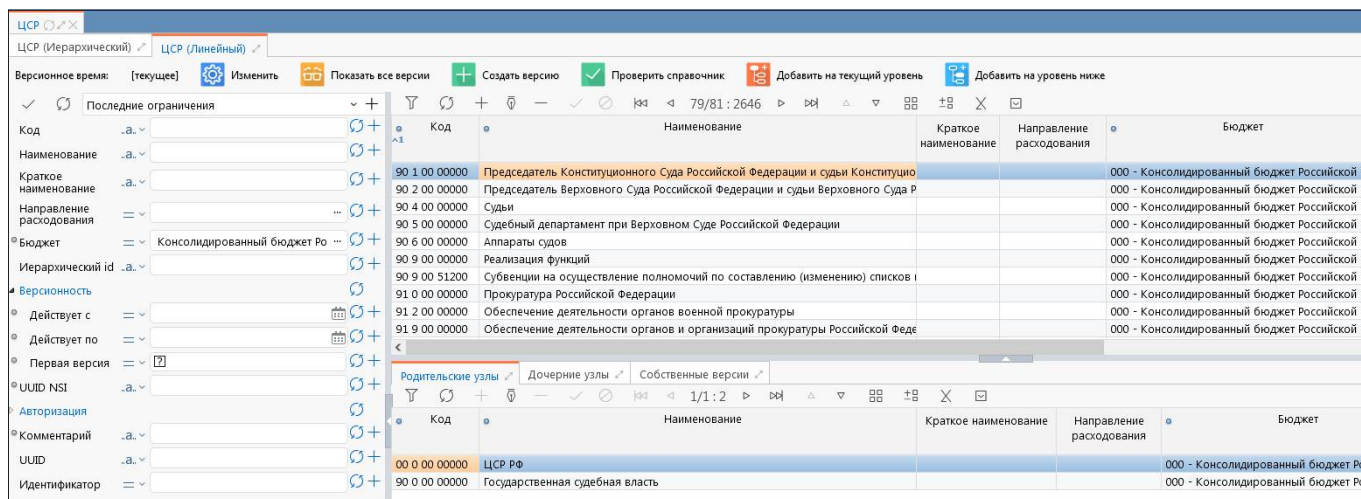 ЦСР
ЦСР (Иерархический) ЦСР (Линейный)
Версионное время: [текущее] Изменить Показать все версии Создать версию Проверить справочник Добавить на текущий уровень Добавить на уровень ниже
Последние ограничения
Код .a..
Наименование .a..
Краткое наименование .a..
Направление расходования = ...
Бюджет = Консолидированный бюджет Ро ...
Иерархический id .a..
Версионность
Действует с =
Действует по =
Первая версия = ?
UUID NSI .a..
Авторизация
Комментарий .a..
UUID .a..
Идентификатор =
79/81 : 2646
^1 Код Наименование Краткое наименование Направление расходования Бюджет
90 1 00 00000 Председатель Конституционного Суда Российской Федерации и судьи Конституцио 000 - Консолидированный бюджет Российской
90 2 00 00000 Председатель Верховного Суда Российской Федерации и судьи Верховного Суда Р 000 - Консолидированный бюджет Российской
90 4 00 00000 Судьи 000 - Консолидированный бюджет Российской
90 5 00 00000 Судебный департамент при Верховном Суде Российской Федерации 000 - Консолидированный бюджет Российской
90 6 00 00000 Аппараты судов 000 - Консолидированный бюджет Российской
90 9 00 00000 Реализация функций 000 - Консолидированный бюджет Российской
90 9 00 51200 Субвенции на осуществление полномочий по составлению (изменению) списков 000 - Консолидированный бюджет Российской
91 0 00 00000 Прокуратура Российской Федерации 000 - Консолидированный бюджет Российской
91 2 00 00000 Обеспечение деятельности органов военной прокуратуры 000 - Консолидированный бюджет Российской
91 9 00 00000 Обеспечение деятельности органов и организаций прокуратуры Российской Феде 000 - Консолидированный бюджет Российской
Родительские узлы Дочерние узлы Собственные версии
1/1 : 2
Код Наименование Краткое наименование Направление расходования Бюджет
00 0 00 00000 ЦСР РФ 000 - Консолидированный бюджет Ро
90 0 00 00000 Государственная судебная власть 000 - Консолидированный бюджет Ро